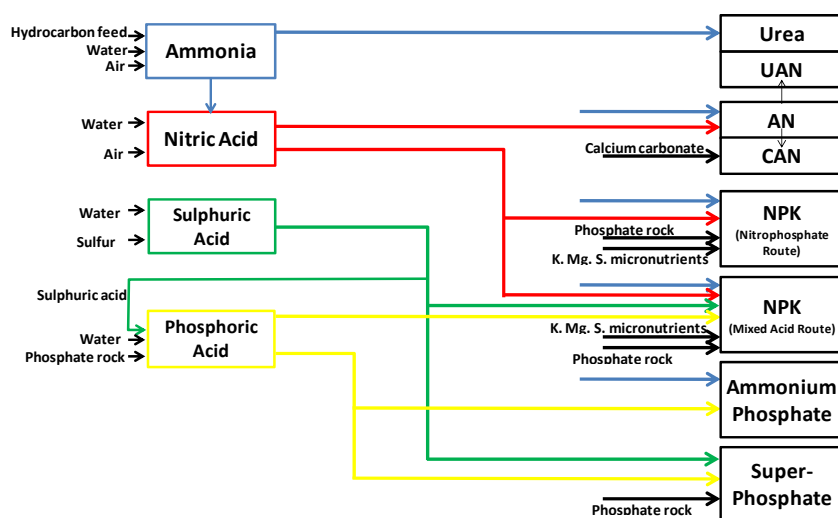 Hydrocarbon feed
Water
Air
Ammonia
Urea
UAN
Water
Air
Nitric Acid
Calcium carbonate
AN
CAN
Water
Sulfur
Sulphuric
Acid
Phosphate rock
K. Mg. S. micronutrients
NPK
(Nitrophosphate
Route)
Sulphuric acid
Water
Phosphate rock
Phosphoric
Acid
K. Mg. S. micronutrients
Phosphate rock
NPK
(Mixed Acid Route)
Ammonium
Phosphate
Phosphate rock
Super-
Phosphate